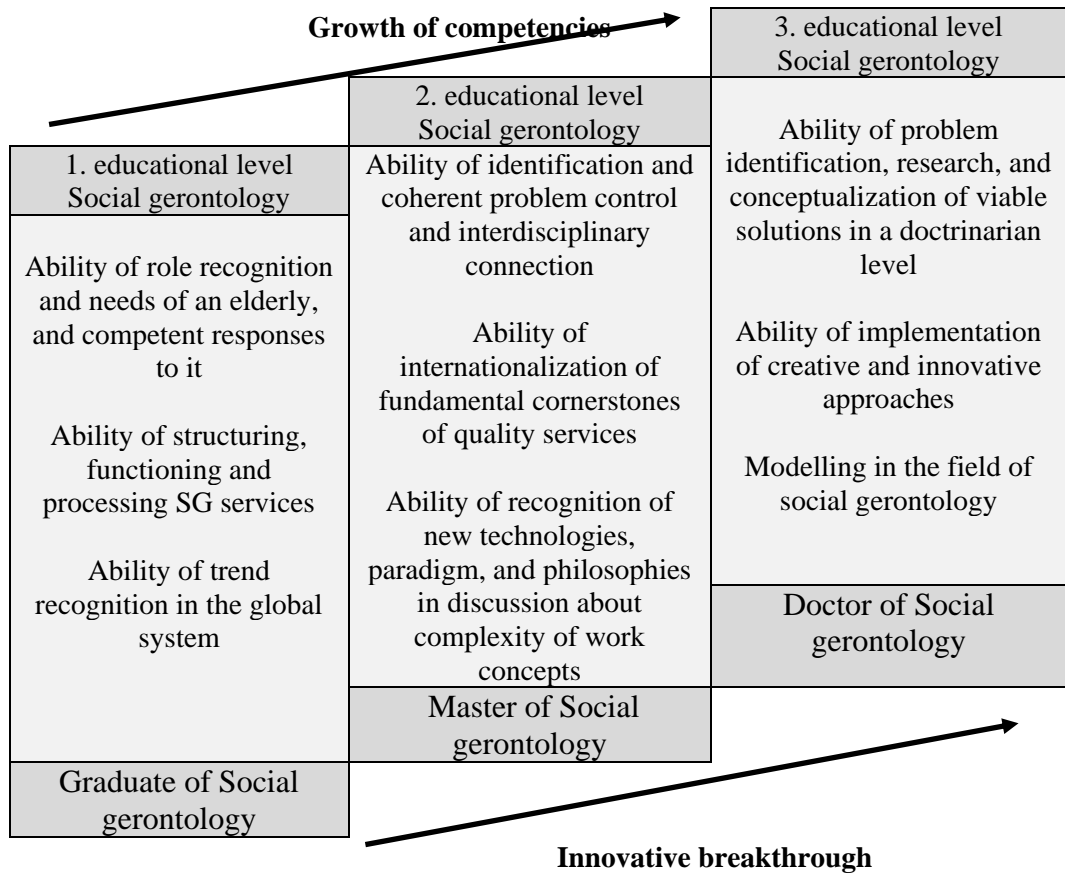 Growth of competencies
1. educational level
Social gerontology
Ability of role recognition
and needs of an elderly,
and competent responses
to it
Ability of structuring,
functioning and
processing SG services
Ability of trend
recognition in the global
system
Graduate of Social
gerontology
2. educational level
Social gerontology
Ability of identification and
coherent problem control
and interdisciplinary
connection
Ability of
internationalization of
fundamental cornerstones
of quality services
Ability of recognition of
new technologies,
paradigm, and philosophies
in discussion about
complexity of work
concepts
Master of Social
gerontology
3. educational level
Social gerontology
Ability of problem
identification, research, and
conceptualization of viable
solutions in a doctrinarian
level
Ability of implementation
of creative and innovative
approaches
Modelling in the field of
social gerontology
Doctor of Social
gerontology
Innovative breakthrough